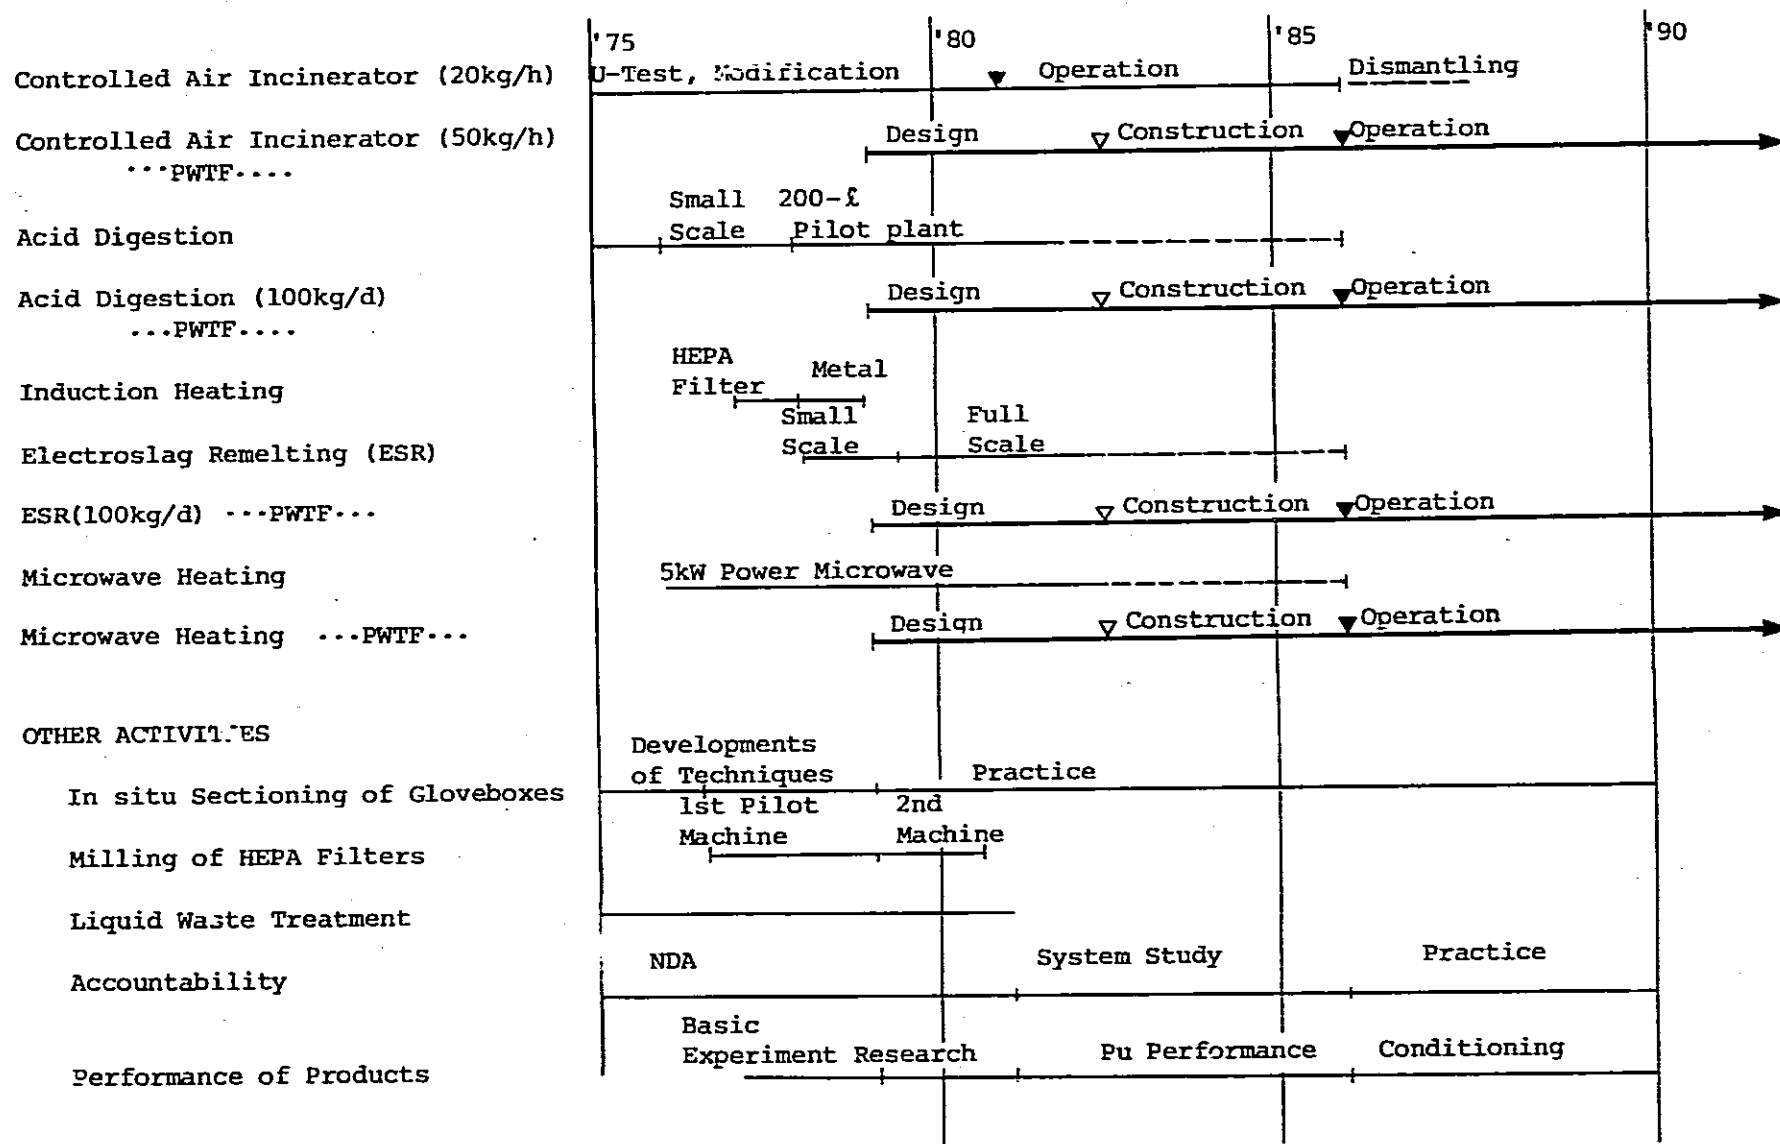 '75 '80 '85 '90
Controlled Air Incinerator (20kg/h) U-Test, Modification Operation Dismantling
Controlled Air Incinerator (50kg/h) Design Construction Operation
···PWTF····
Small 200-ℓ
Acid Digestion Scale Pilot plant
Acid Digestion (100kg/d) Design Construction Operation
...PWTF....
HEPA Metal
Induction Heating Filter
Small Full
Electroslag Remelting (ESR) Scale Scale
ESR(100kg/d) ···PWTF··· Design Construction Operation
Microwave Heating 5kW Power Microwave
Microwave Heating ···PWTF··· Design Construction Operation
OTHER ACTIVITIES
Developments
In situ Sectioning of Gloveboxes of Techniques Practice
1st Pilot 2nd
Milling of HEPA Filters Machine Machine
Liquid Waste Treatment
Accountability NDA System Study Practice
Basic
Performance of Products Experiment Research Pu Performance Conditioning